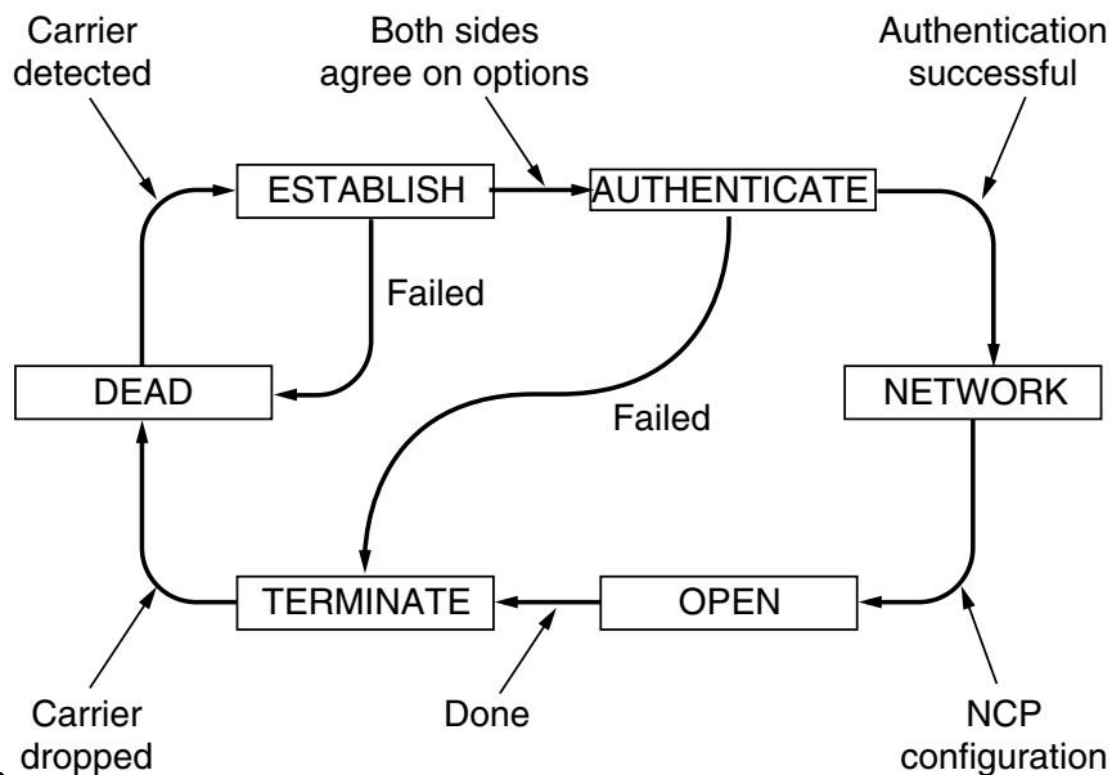 Carrier
detected
Both sides
agree on options
Authentication
successful
ESTABLISH
AUTHENTICATE
Failed
DEAD
NETWORK
Failed
TERMINATE
OPEN
Carrier
dropped
Done
NCP
configuration